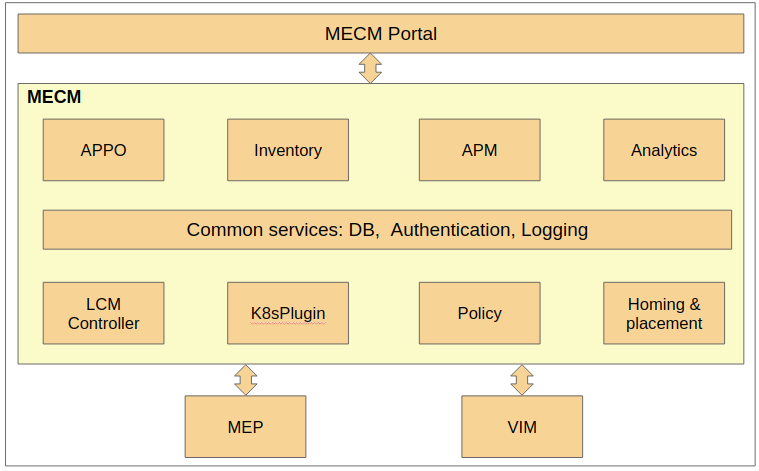 MECM Portal
MECM
APPO
Inventory
APM
Analytics
Common services: DB,  Authentication, Logging
LCM
Controller
K8sPlugin
Policy
Homing &
placement
MEP
VIM